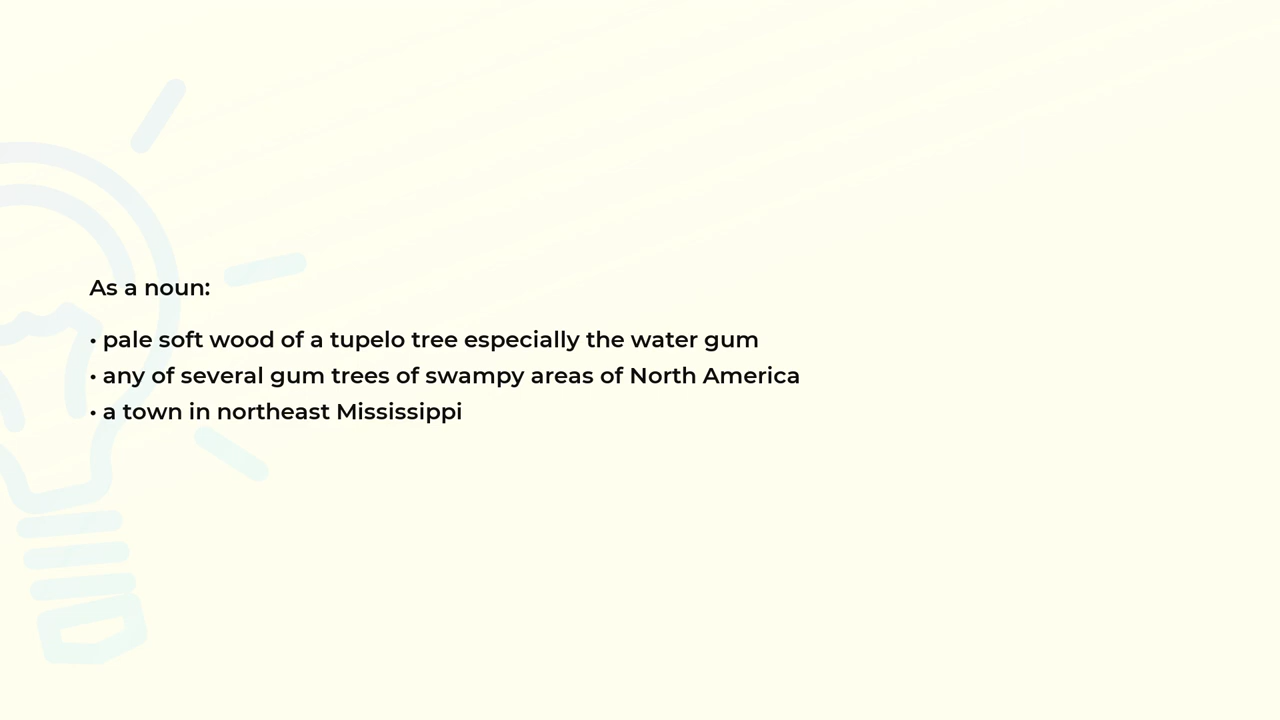 As a noun:
• pale soft wood of a tupelo tree especially the water gum
• any of several gum trees of swampy areas of North America
• a town in northeast Mississippi